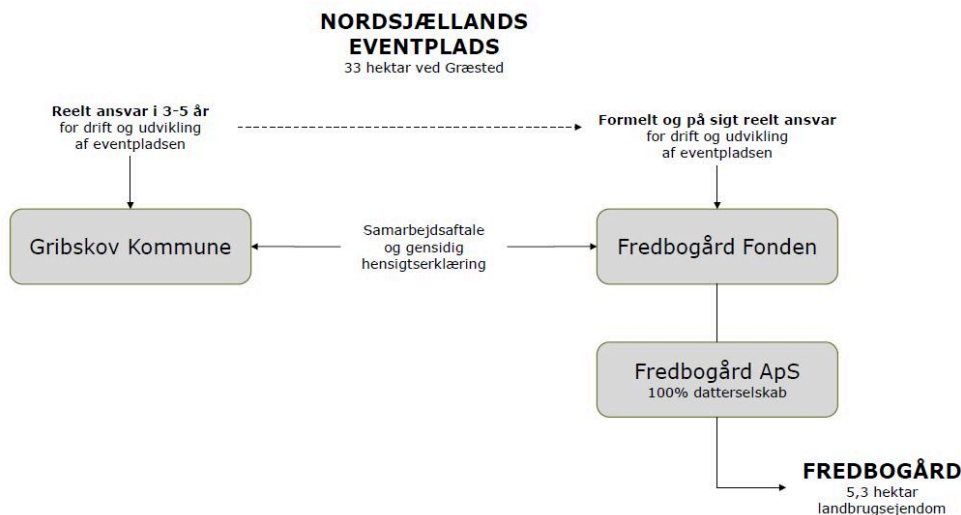 NORDSJÆLLANDS
EVENTPLADS
33 hektar ved Græsted
Reelt ansvar i 3-5 år
for drift og udvikling
af eventpladsen
Formelt og på sigt reelt ansvar
for drift og udvikling
af eventpladsen
Gribskov Kommune
Samarbejdsaftale
og gensidig
hensigtserklæring
Fredbogård Fonden
Fredbogård ApS
100% datterselskab
FREDBOGÅRD
5,3 hektar
landbrugsejendom